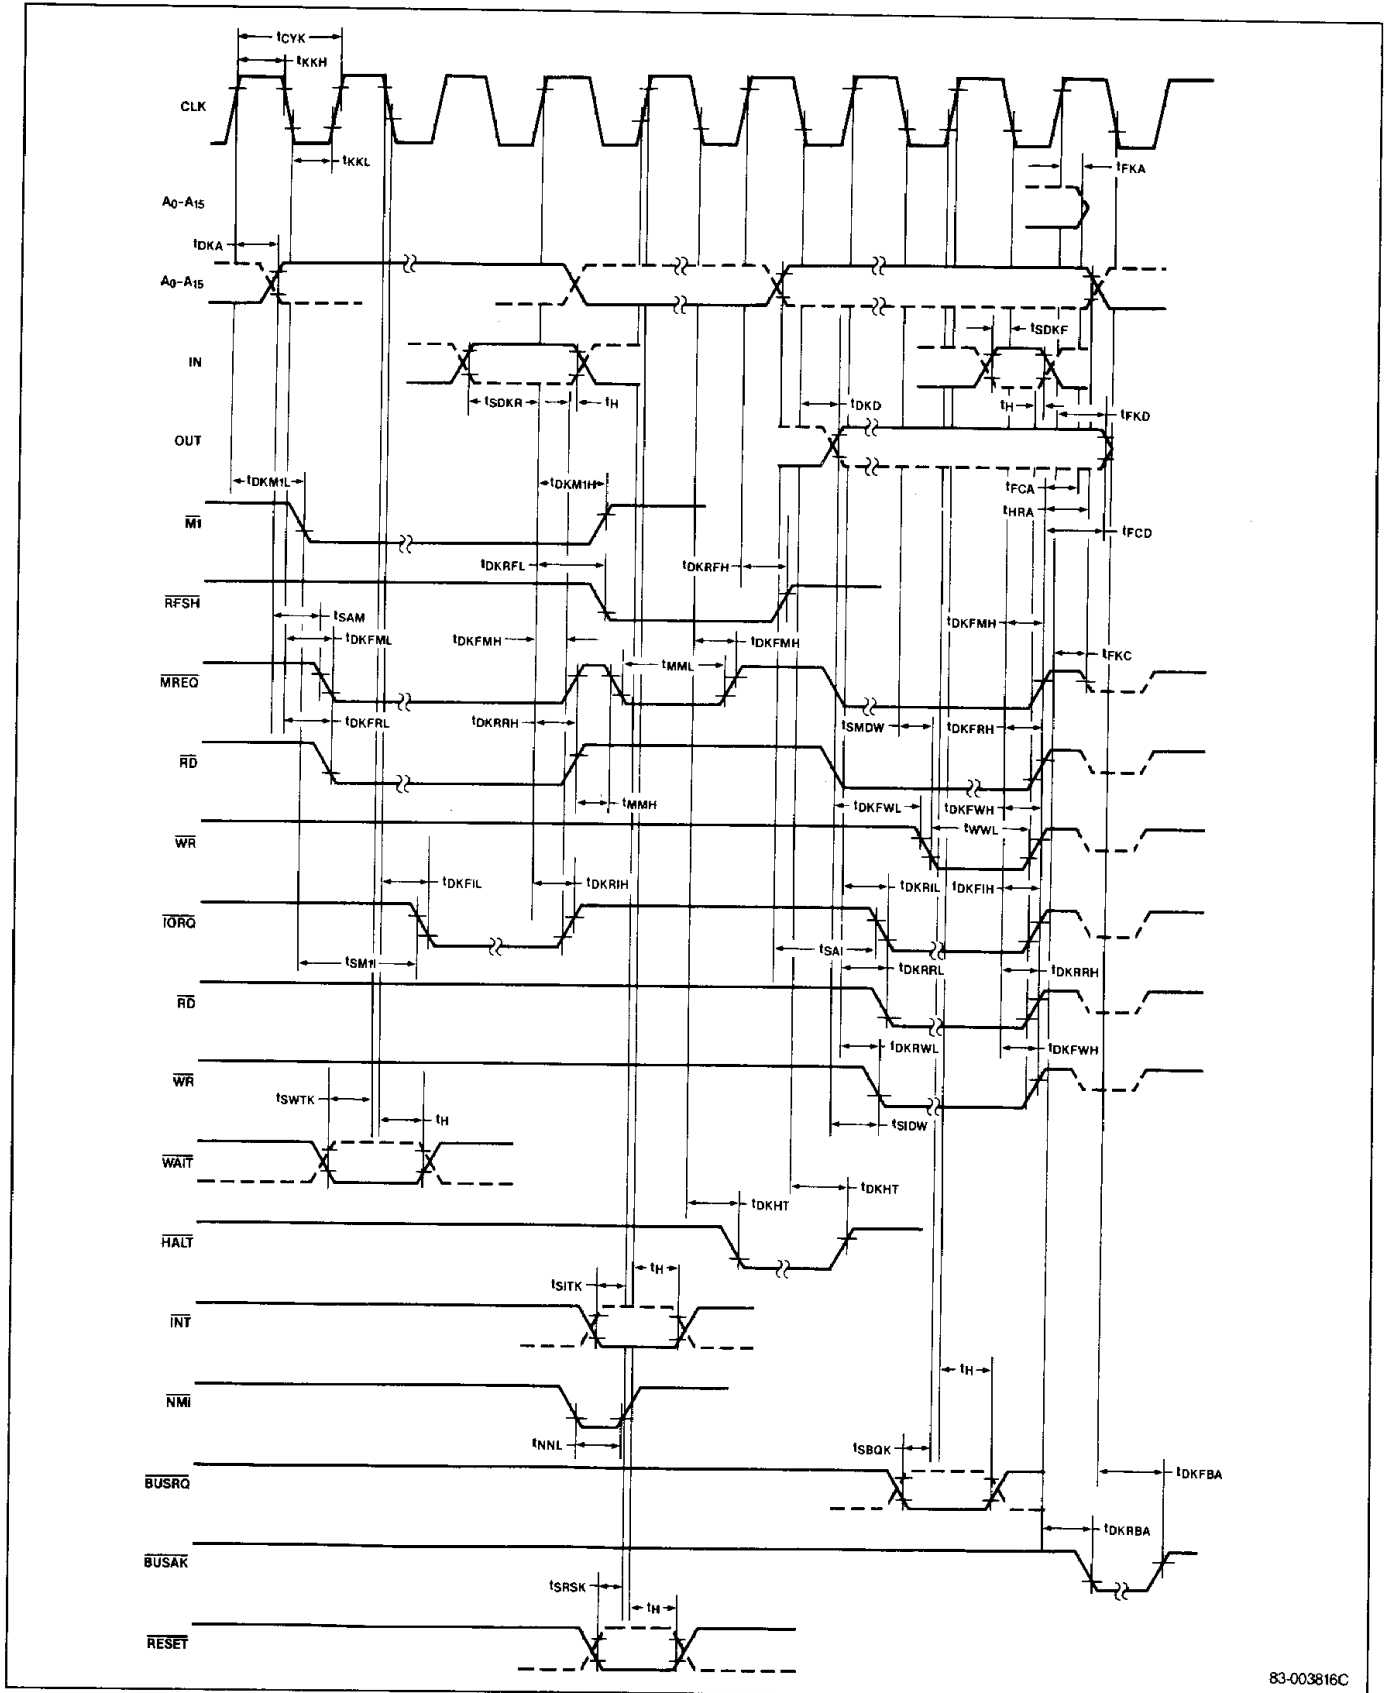 tCYK
tKKH
CLK
tKKL
tFKA
A0-A15
tDKA
A0-A15
tSDKF
IN
tSDKR
tH
tDKD
tH
tFKD
OUT
tDKM1L
tDKM1H
tFCA
tHRA
M1
tFCD
tDKRFL
tDKRFH
RFSH
tSAM
tDKFML
tDKFMH
tDKFMH
tDKFMH
tMML
tFKC
MREQ
tDKFRL
tDKRRH
tSMDW
tDKFRH
RD
tMMH
tDKFWL
tDKFWH
tWWL
WR
tDKFIL
tDKRIH
tDKRIL
tDKFIH
IORQ
tSM1I
tSAI
tDKRRL
tDKRRH
RD
tDKRWL
tDKFWH
WR
tSWTK
tH
tSIDW
WAIT
tDKHT
tDKHT
HALT
tSITK
tH
INT
tH
NMI
tNNL
tSBQK
BUSRQ
tDKFBA
tDKRBA
BUSAK
tSRSK
tH
RESET
83-003816C